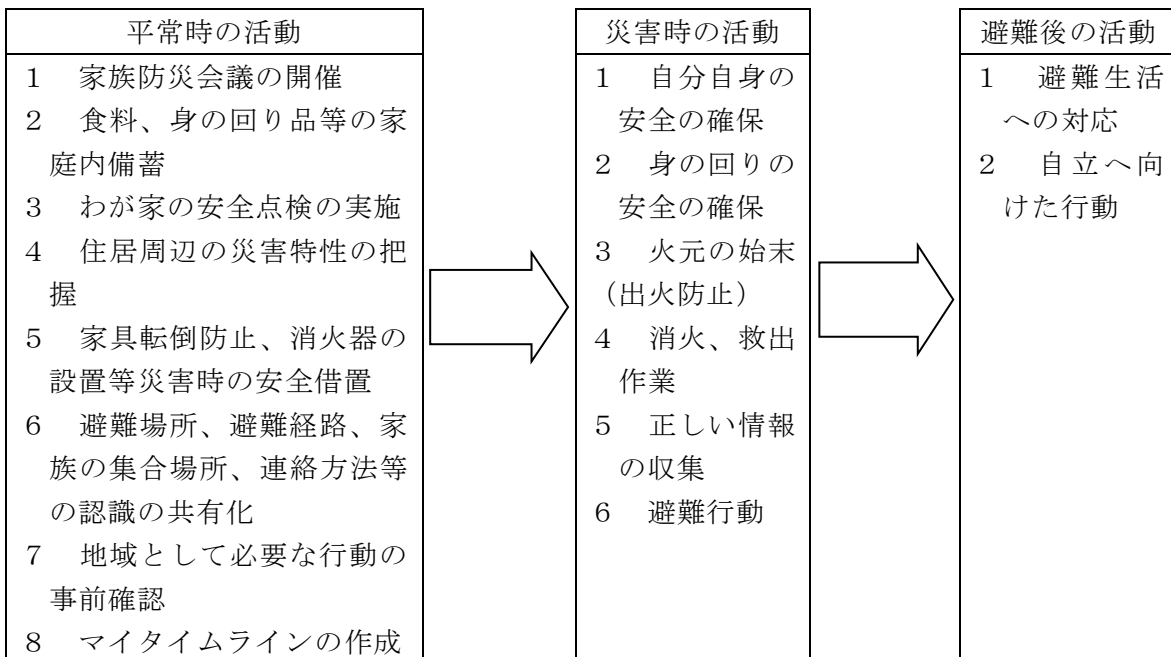 平常時の活動
1 家族防災会議の開催
2 食料、身の回り品等の家
庭内備蓄
3 わが家の安全点検の実施
4 住居周辺の災害特性の把
握
5 家具転倒防止、消火器の
設置等災害時の安全借置
6 避難場所、避難経路、家
族の集合場所、連絡方法等
の認識の共有化
7 地域として必要な行動の
事前確認
8 マイタイムラインの作成
災害時の活動
1 自分自身の
安全の確保
2 身の回りの
安全の確保
3 火元の始末
（出火防止）
4 消火、救出
作業
5 正しい情報
の収集
6 避難行動
避難後の活動
1 避難生活
への対応
2 自立へ向
けた行動